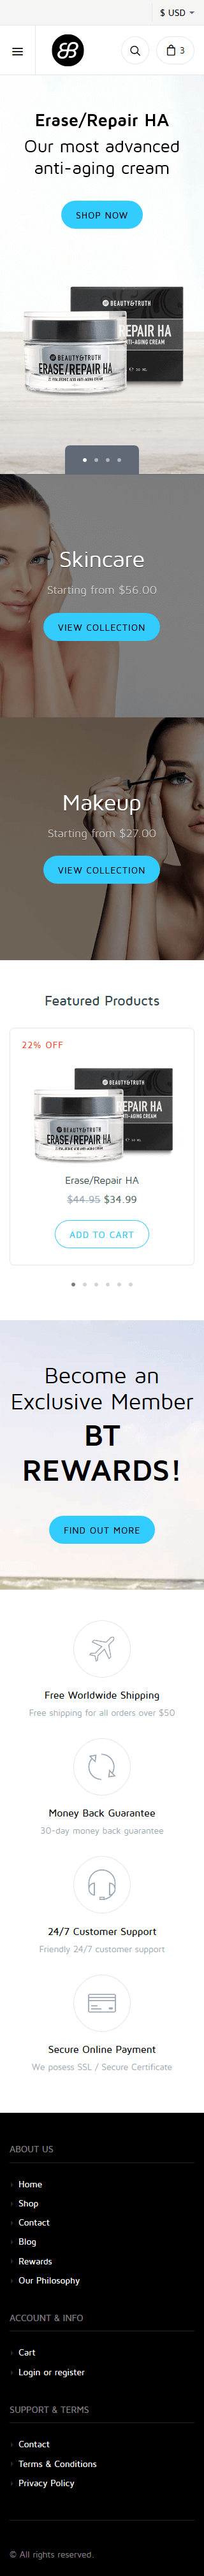 $ USD
3
Erase/Repair HA
Our most advanced
anti-aging cream
SHOP NOW
BEAUTY&TRUTH
ERASE/REPAIR HA
BEAUTY&TRUTH
REPAIR HA
ANTI-AGING CREAM
Skincare
Starting from $56.00
VIEW COLLECTION
Makeup
Starting from $27.00
VIEW COLLECTION
Featured Products
22% OFF
BEAUTY&TRUTH
ERASE/REPAIR HA
BEAUTY&TRUTH
REPAIR HA
ANTI-AGING CREAM
Erase/Repair HA
$44.95 $34.99
ADD TO CART
Become an
Exclusive Member
BT
REWARDS!
FIND OUT MORE
Free Worldwide Shipping
Free shipping for all orders over $50
Money Back Guarantee
30-day money back guarantee
24/7 Customer Support
Friendly 24/7 customer support
Secure Online Payment
We posess SSL / Secure Certificate
ABOUT US
Home
Shop
Contact
Blog
Rewards
Our Philosophy
ACCOUNT & INFO
Cart
Login or register
SUPPORT & TERMS
Contact
Terms & Conditions
Privacy Policy
© All rights reserved.